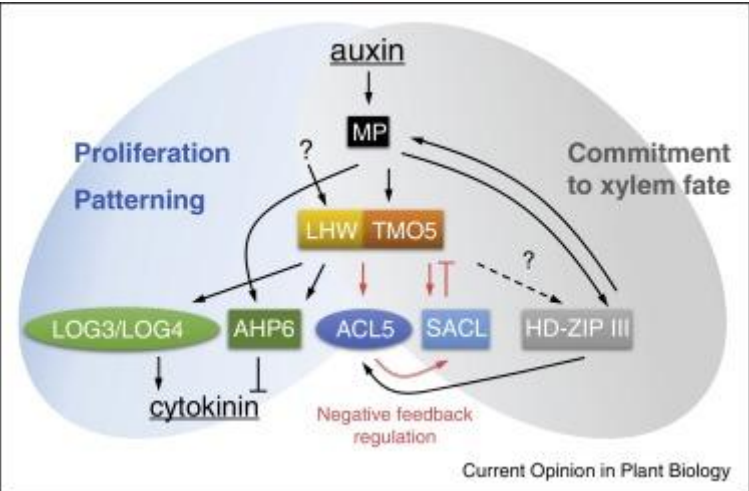 auxin
MP
Proliferation
Patterning
?
Commitment
to xylem fate
LHW TMO5
?
LOG3/LOG4 AHP6 ACL5 SACL HD-ZIP III
cytokinin
Negative feedback
regulation
Current Opinion in Plant Biology